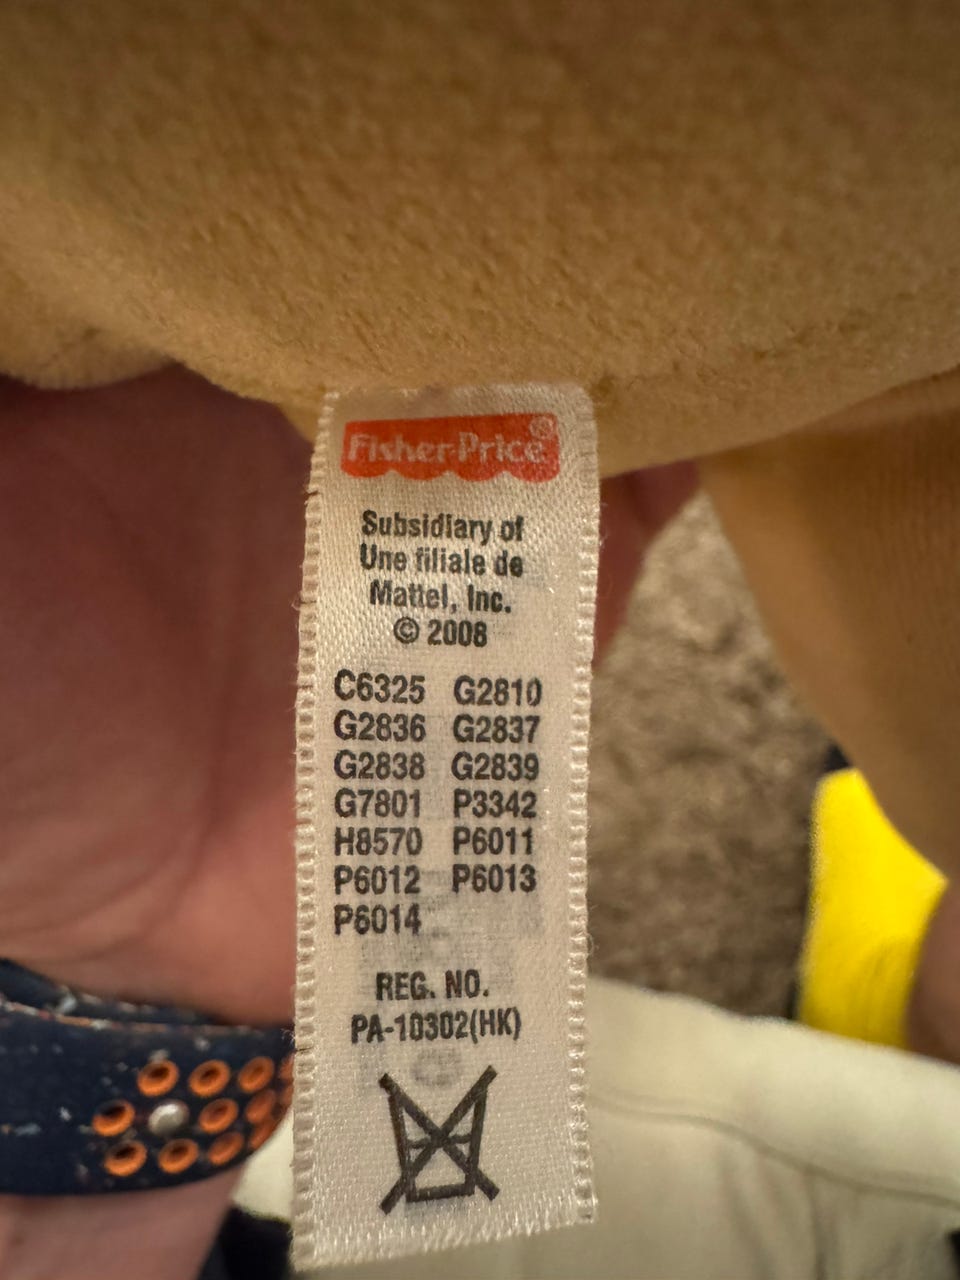 Fisher-Price®
Subsidiary of
Une filiale de
Mattel, Inc.
© 2008
C6325 G2810
G2836 G2837
G2838 G2839
G7801 P3342
H8570 P6011
P6012 P6013
P6014
REG. NO.
PA-10302(HK)